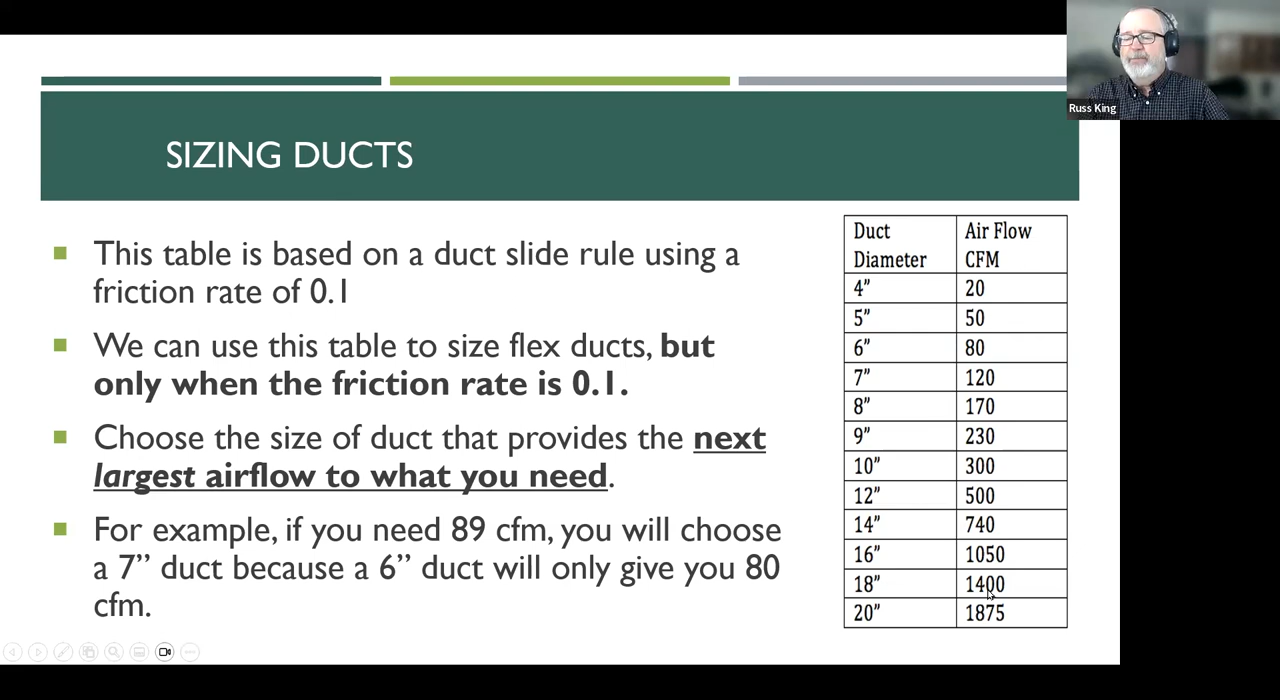 Russ King
SIZING DUCTS
This table is based on a duct slide rule using a
friction rate of 0.1
We can use this table to size flex ducts, but
only when the friction rate is 0.1.
Choose the size of duct that provides the next
largest airflow to what you need.
For example, if you need 89 cfm, you will choose
a 7” duct because a 6” duct will only give you 80
cfm.
Duct Diameter Air Flow CFM
4” 20
5” 50
6” 80
7” 120
8” 170
9” 230
10” 300
12” 500
14” 740
16” 1050
18” 1400
20” 1875